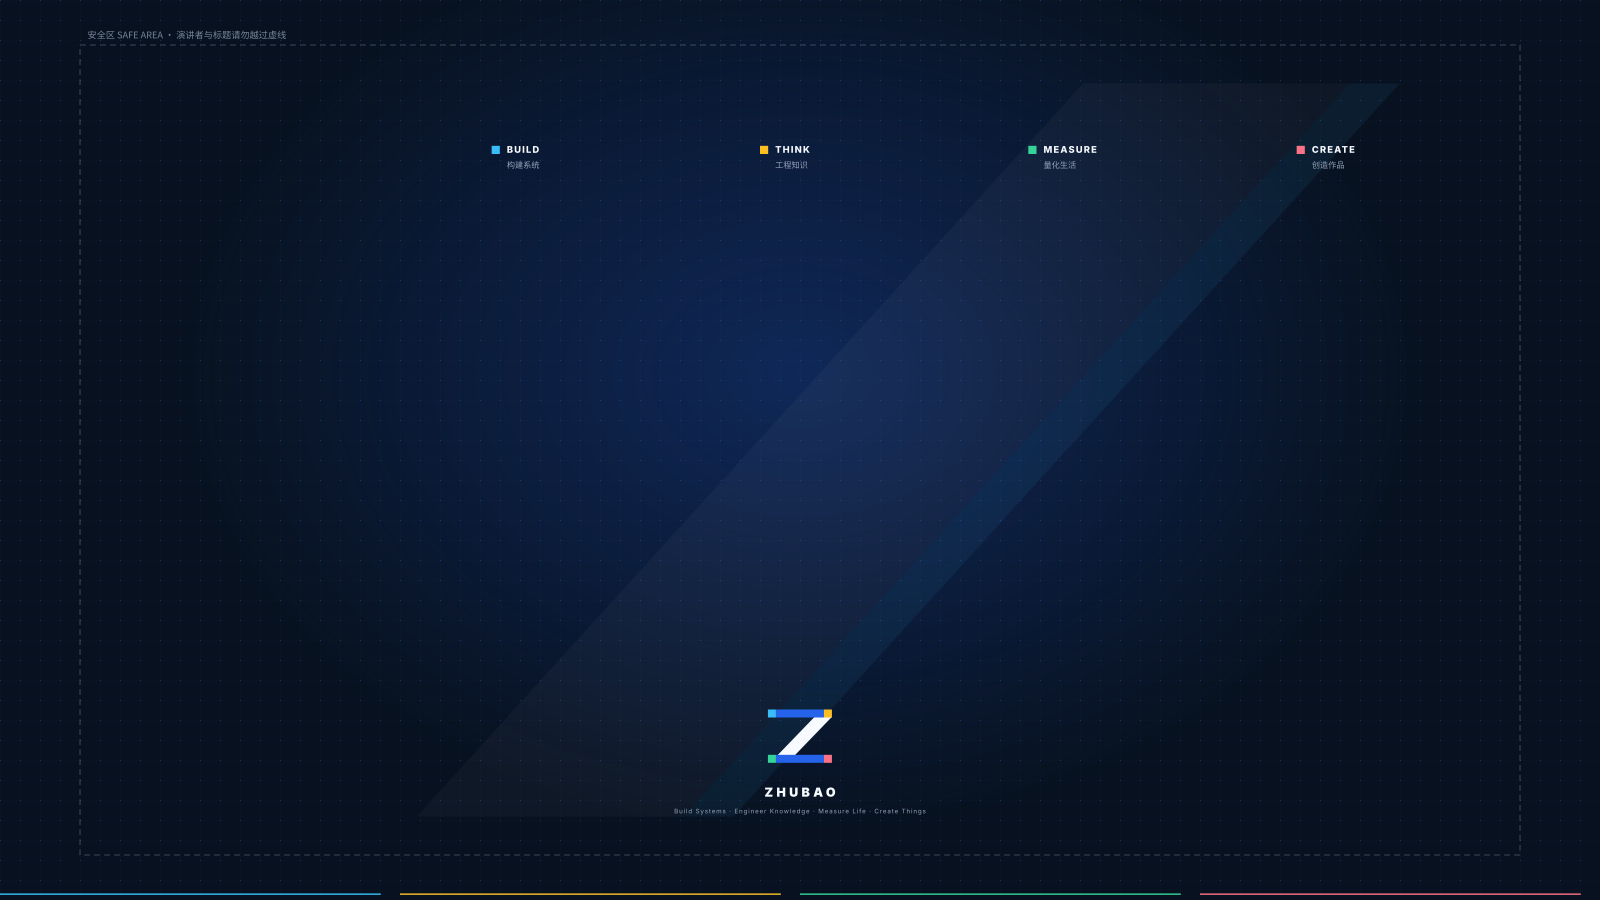 安全区 SAFE AREA · 演讲者与标题请勿越过虚线
BUILD
构建系统
THINK
工程知识
MEASURE
量化生活
CREATE
创造作品
ZHUBAO
Build Systems · Engineer Knowledge · Measure Life · Create Things